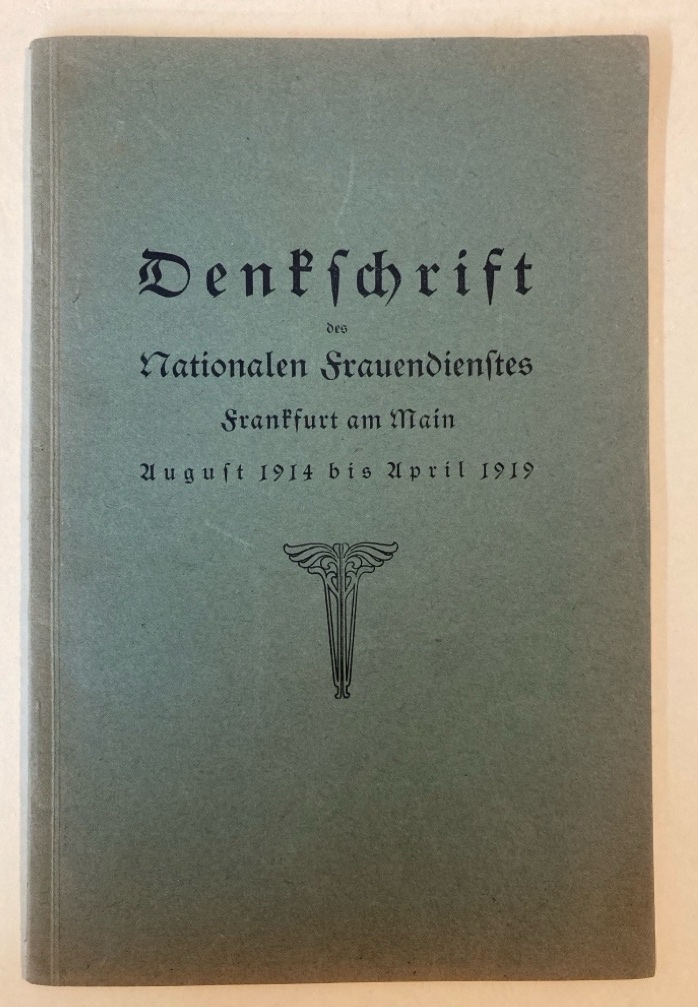 Denkſchrift
des
Nationalen Frauendienſtes
Frankfurt am Main
Auguſt 1914 bis April 1919